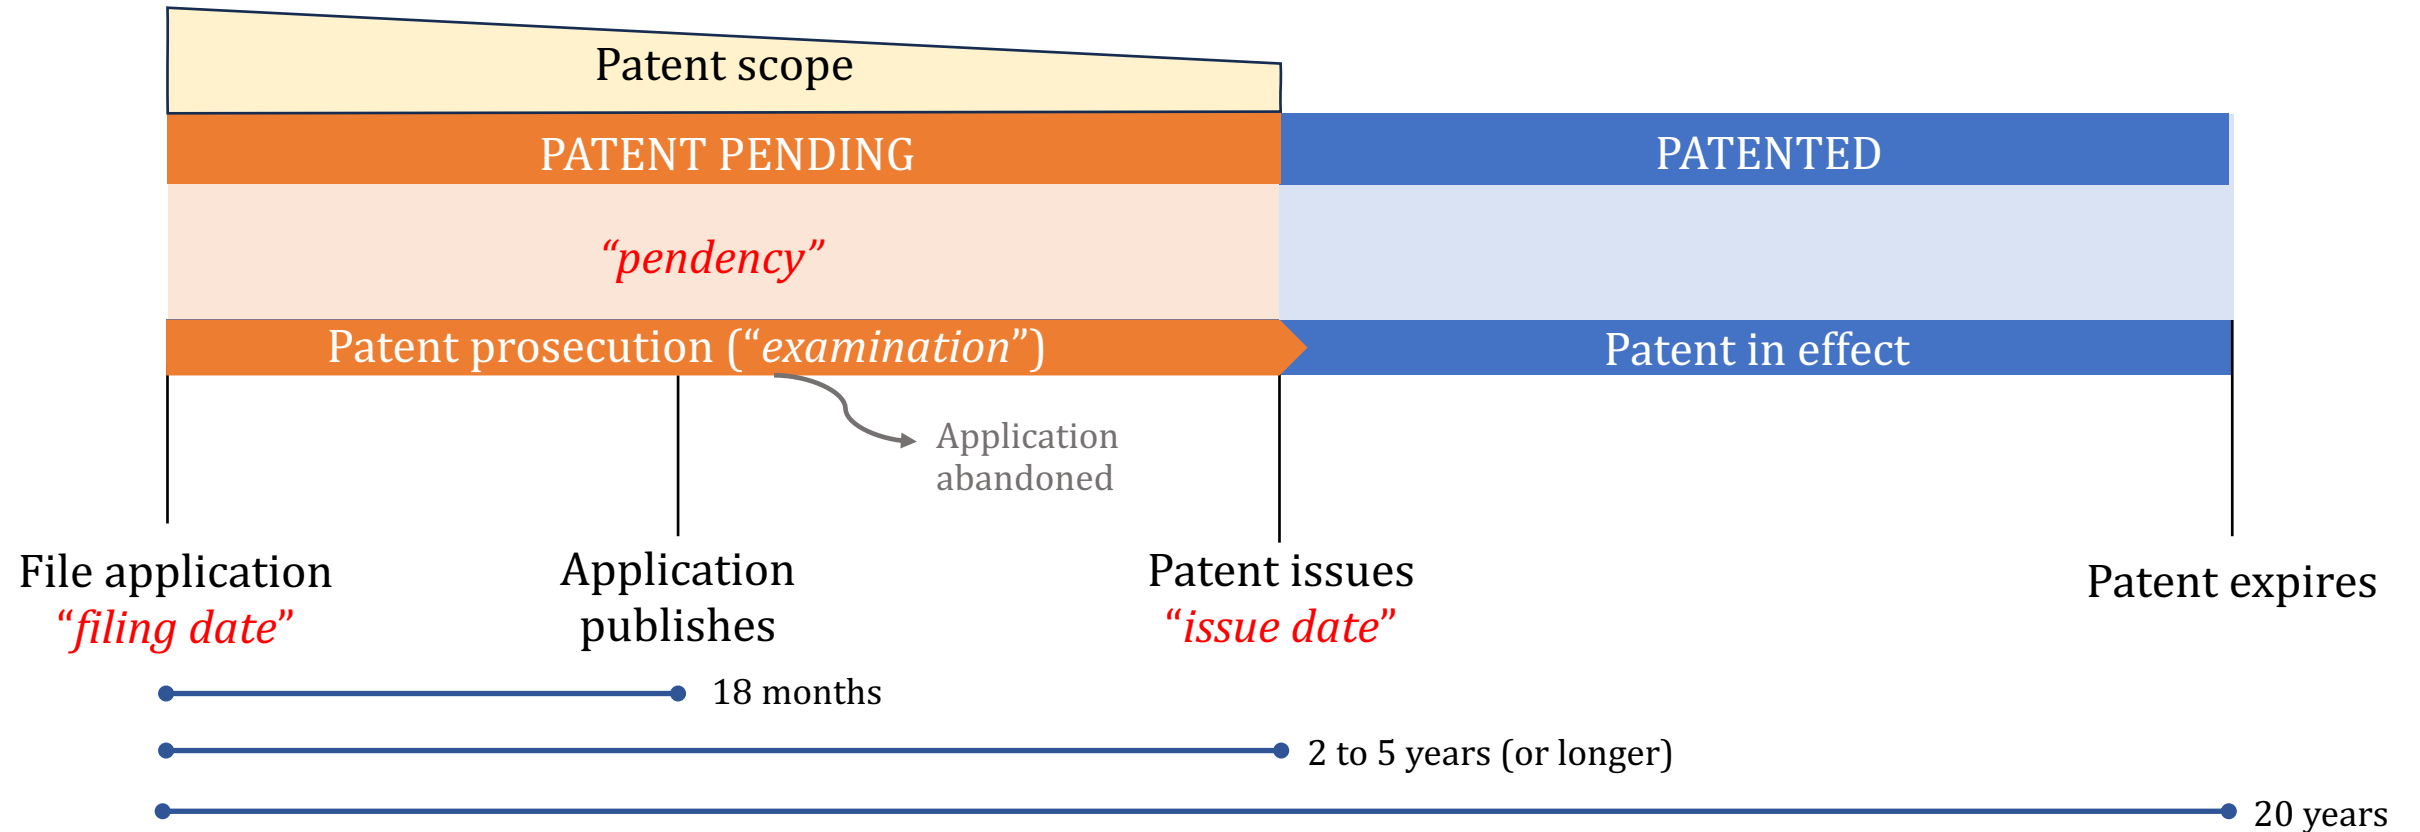 Patent scope
PATENT PENDING
PATENTED
“pendency”
Patent prosecution (“examination”)
Patent in effect
Application
abandoned
File application
“filing date”
Application
publishes
Patent issues
“issue date”
Patent expires
18 months
2 to 5 years (or longer)
20 years